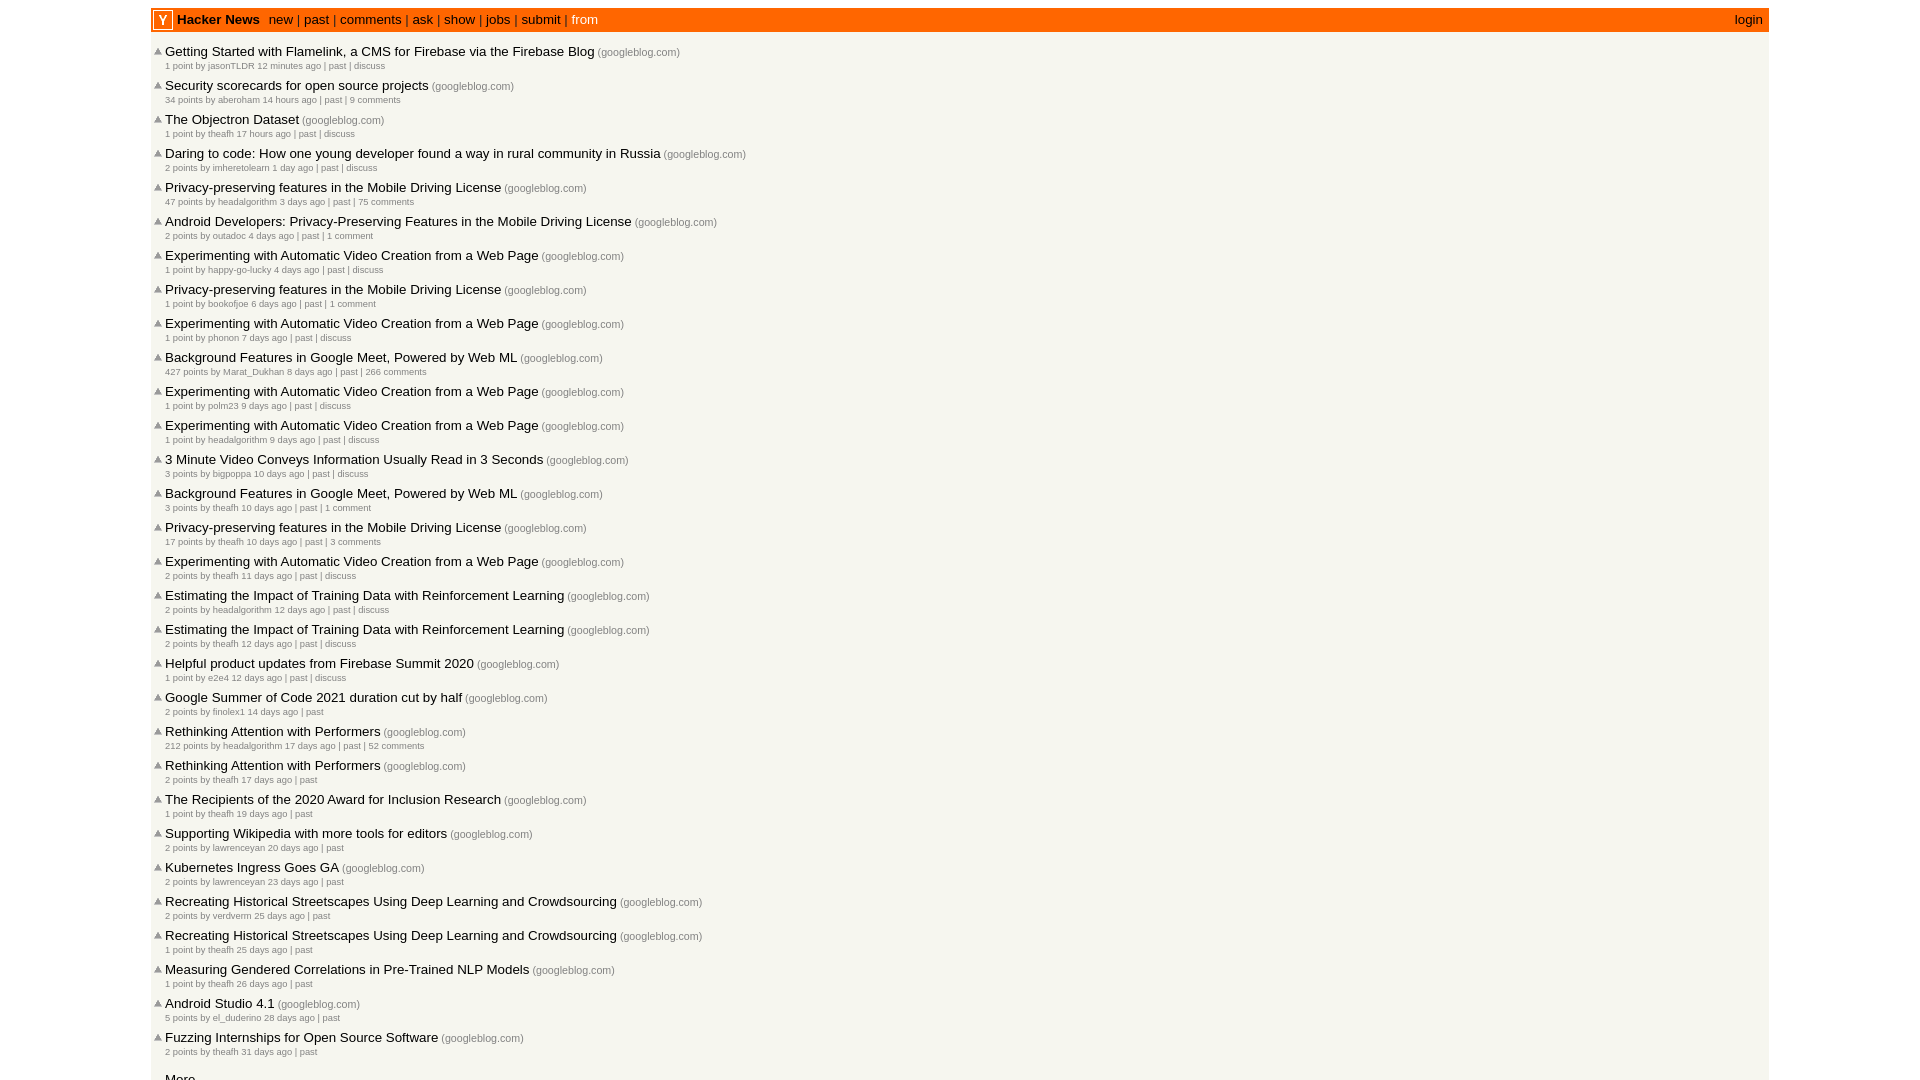 Y Hacker News new | past | comments | ask | show | jobs | submit | from login
Getting Started with Flamelink, a CMS for Firebase via the Firebase Blog (googleblog.com)
1 point by jasonTLDR 12 minutes ago | past | discuss
Security scorecards for open source projects (googleblog.com)
34 points by aberoham 14 hours ago | past | 9 comments
The Objectron Dataset (googleblog.com)
1 point by theafh 17 hours ago | past | discuss
Daring to code: How one young developer found a way in rural community in Russia (googleblog.com)
2 points by imheretolearn 1 day ago | past | discuss
Privacy-preserving features in the Mobile Driving License (googleblog.com)
47 points by headalgorithm 3 days ago | past | 75 comments
Android Developers: Privacy-Preserving Features in the Mobile Driving License (googleblog.com)
2 points by outadoc 4 days ago | past | 1 comment
Experimenting with Automatic Video Creation from a Web Page (googleblog.com)
1 point by happy-go-lucky 4 days ago | past | discuss
Privacy-preserving features in the Mobile Driving License (googleblog.com)
1 point by bookofjoe 6 days ago | past | 1 comment
Experimenting with Automatic Video Creation from a Web Page (googleblog.com)
1 point by phonon 7 days ago | past | discuss
Background Features in Google Meet, Powered by Web ML (googleblog.com)
427 points by Marat_Dukhan 8 days ago | past | 266 comments
Experimenting with Automatic Video Creation from a Web Page (googleblog.com)
1 point by polm23 9 days ago | past | discuss
Experimenting with Automatic Video Creation from a Web Page (googleblog.com)
1 point by headalgorithm 9 days ago | past | discuss
3 Minute Video Conveys Information Usually Read in 3 Seconds (googleblog.com)
3 points by bigpoppa 10 days ago | past | discuss
Background Features in Google Meet, Powered by Web ML (googleblog.com)
3 points by theafh 10 days ago | past | 1 comment
Privacy-preserving features in the Mobile Driving License (googleblog.com)
17 points by theafh 10 days ago | past | 3 comments
Experimenting with Automatic Video Creation from a Web Page (googleblog.com)
2 points by theafh 11 days ago | past | discuss
Estimating the Impact of Training Data with Reinforcement Learning (googleblog.com)
2 points by headalgorithm 12 days ago | past | discuss
Estimating the Impact of Training Data with Reinforcement Learning (googleblog.com)
2 points by theafh 12 days ago | past | discuss
Helpful product updates from Firebase Summit 2020 (googleblog.com)
1 point by e2e4 12 days ago | past | discuss
Google Summer of Code 2021 duration cut by half (googleblog.com)
2 points by finolex1 14 days ago | past
Rethinking Attention with Performers (googleblog.com)
212 points by headalgorithm 17 days ago | past | 52 comments
Rethinking Attention with Performers (googleblog.com)
2 points by theafh 17 days ago | past
The Recipients of the 2020 Award for Inclusion Research (googleblog.com)
1 point by theafh 19 days ago | past
Supporting Wikipedia with more tools for editors (googleblog.com)
2 points by lawrenceyan 20 days ago | past
Kubernetes Ingress Goes GA (googleblog.com)
2 points by lawrenceyan 23 days ago | past
Recreating Historical Streetscapes Using Deep Learning and Crowdsourcing (googleblog.com)
2 points by verdverm 25 days ago | past
Recreating Historical Streetscapes Using Deep Learning and Crowdsourcing (googleblog.com)
1 point by theafh 25 days ago | past
Measuring Gendered Correlations in Pre-Trained NLP Models (googleblog.com)
1 point by theafh 26 days ago | past
Android Studio 4.1 (googleblog.com)
5 points by el_duderino 28 days ago | past
Fuzzing Internships for Open Source Software (googleblog.com)
2 points by theafh 31 days ago | past
More